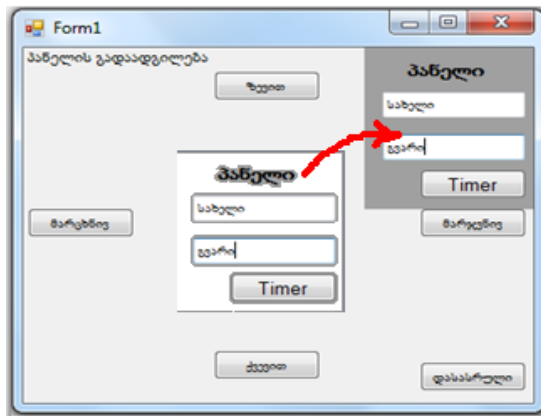 Form1
პანელის გადაადგილება
ზევით
პანელი
სახელი
გვარი
Timer
პანელი
სახელი
გვარი
Timer
მარცხნივ
მარჯვნივ
ქვევით
დასასრული